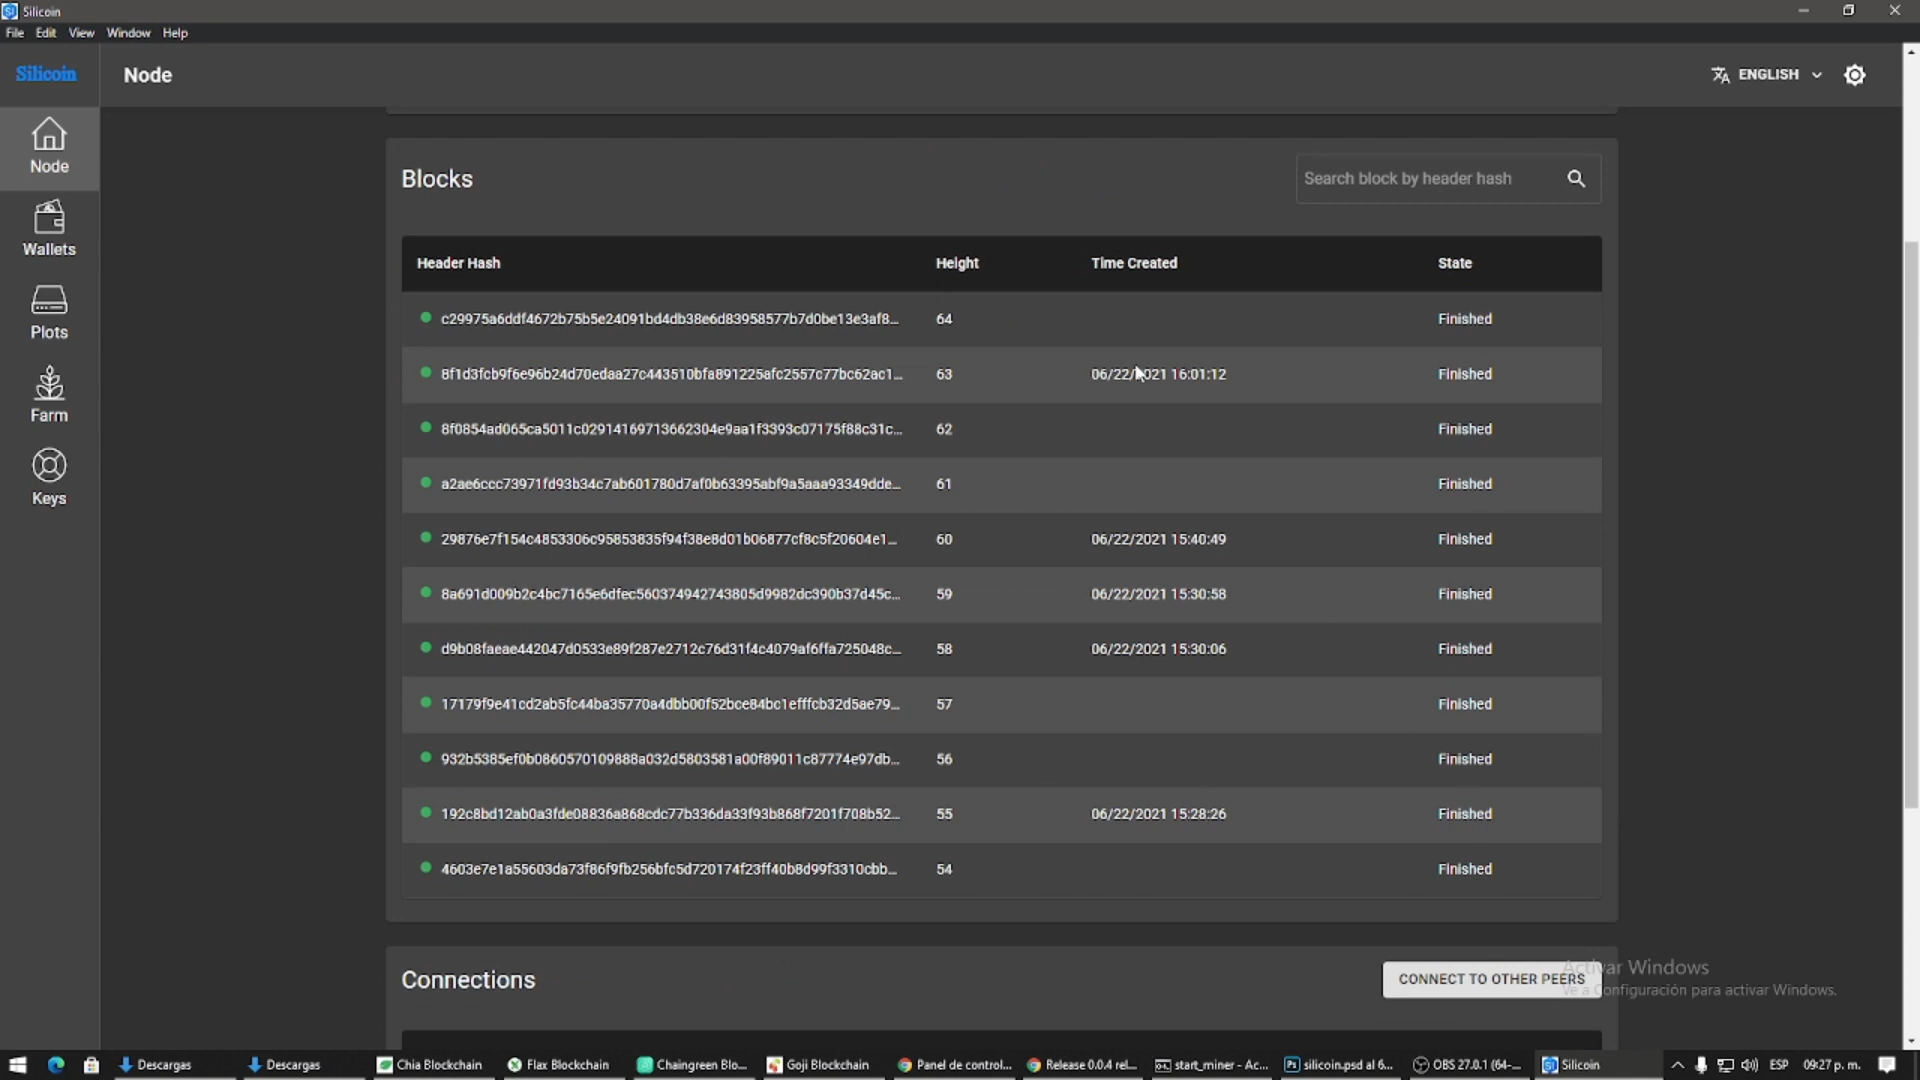 Silicoin
File Edit View Window Help
Silicoin
Node
ENGLISH
Node
Wallets
Plots
Farm
Keys
Blocks
Search block by header hash
Header Hash Height Time Created State
c29975a6ddf4672b75b5e24091bd4db38e6d83958577b7d0be13e3af8... 64 Finished
8f1d3fcb9f6e96b24d70edaa27c443510bfa891225afc2557c77bc62ac1... 63 06/22/2021 16:01:12 Finished
8f0854ad065ca5011c02914169713662304e9aa1f3393c07175f88c31c... 62 Finished
a2ae6ccc73971fd93b34c7ab601780d7af0b63395abf9a5aaa93349dde... 61 Finished
29876e7f154c4853306c95853835f94f38e8d01b06877cf8c5f20604e1... 60 06/22/2021 15:40:49 Finished
8a691d009b2c4bc7165e6dfec560374942743805d9982dc390b37d45c... 59 06/22/2021 15:30:58 Finished
d9b08faeae442047d0533e89f287e2712c76d31f4c4079af6ffa725048c... 58 06/22/2021 15:30:06 Finished
17179f9e41cd2ab5fc44ba35770a4dbb00f52bce84bc1efffcb32d5ae79... 57 Finished
932b5385ef0b0860570109888a032d5803581a00f89011c87774e97db... 56 Finished
192c8bd12ab0a3fde08836a868cdc77b336da33f93b868f7201f708b52... 55 06/22/2021 15:28:26 Finished
4603e7e1a55603da73f86f9fb256bfc5d720174f23ff40b8d99f3310cbb... 54 Finished
Connections
CONNECT TO OTHER PEERS
Activar Windows
Ve a Configuración para activar Windows.
Descargas Descargas Chia Blockchain Flax Blockchain Chaingreen Blo... Goji Blockchain Panel de control... Release 0.0.4 rel... start_miner - Ac... silicoin.psd al 6... OBS 27.0.1 (64-... Silicoin ESP 09:27 p. m.